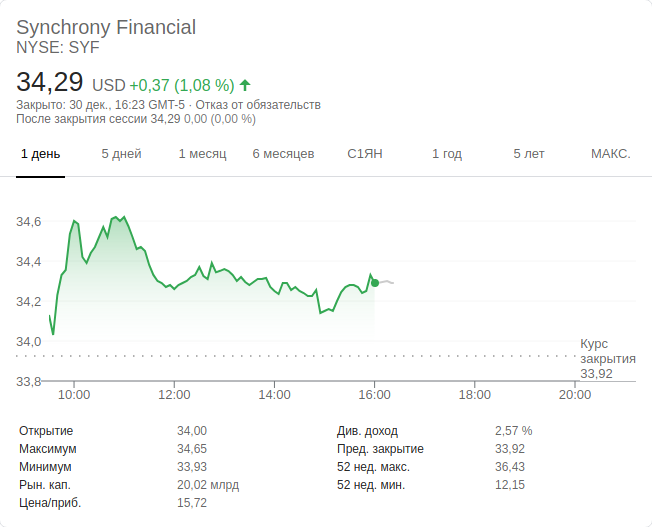 Synchrony Financial
NYSE: SYF
34,29 USD +0,37 (1,08 %)
Закрыто: 30 дек., 16:23 GMT-5 · Отказ от обязательств
После закрытия сессии 34,29 0,00 (0,00 %)
1 день 5 дней 1 месяц 6 месяцев С1ЯН 1 год 5 лет МАКС.
34,6
34,4
34,2
34,0
33,8
Курс
закрытия
33,92
10:00 12:00 14:00 16:00 18:00 20:00
Открытие 34,00 Див. доход 2,57 %
Максимум 34,65 Пред. закрытие 33,92
Минимум 33,93 52 нед. макс. 36,43
Рын. кап. 20,02 млрд 52 нед. мин. 12,15
Цена/приб. 15,72